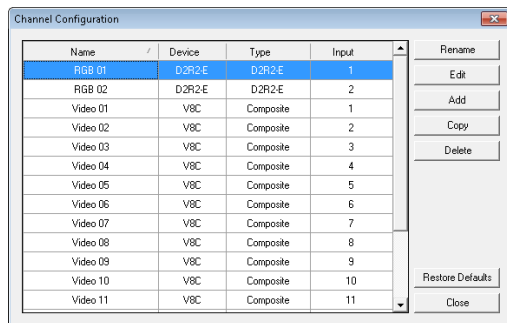 Channel Configuration
Name Device Type Input
RGB 01 D2R2-E D2R2-E 1
RGB 02 D2R2-E D2R2-E 2
Video 01 V8C Composite 1
Video 02 V8C Composite 2
Video 03 V8C Composite 3
Video 04 V8C Composite 4
Video 05 V8C Composite 5
Video 06 V8C Composite 6
Video 07 V8C Composite 7
Video 08 V8C Composite 8
Video 09 V8C Composite 9
Video 10 V8C Composite 10
Video 11 V8C Composite 11
Rename
Edit
Add
Copy
Delete
Restore Defaults
Close